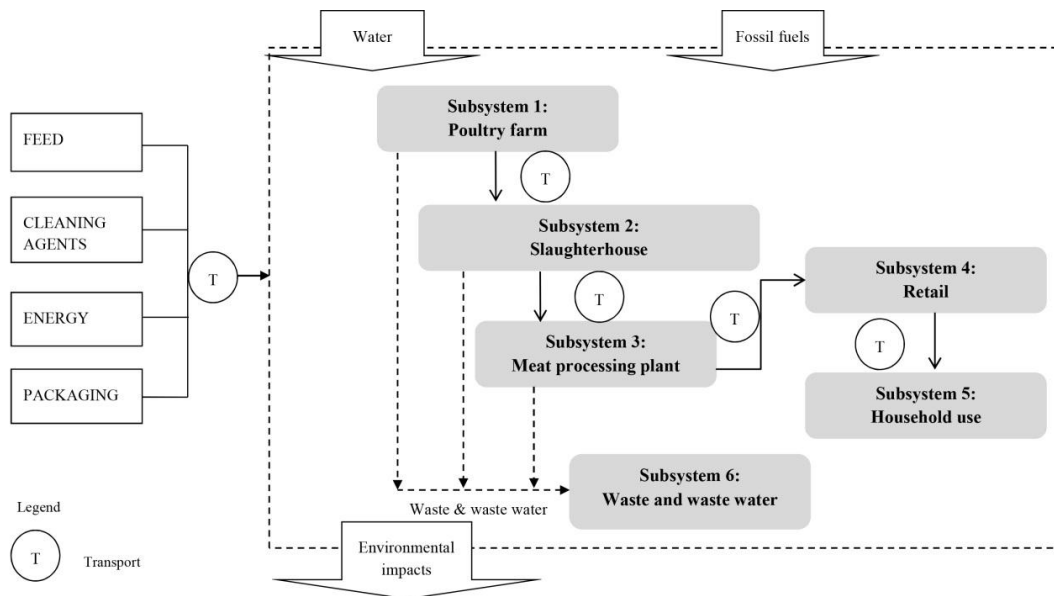 Water
Fossil fuels
FEED
CLEANING
AGENTS
ENERGY
PACKAGING
T
Subsystem 1:
Poultry farm
T
Subsystem 2:
Slaughterhouse
T
Subsystem 3:
Meat processing plant
T
Subsystem 4:
Retail
T
Subsystem 5:
Household use
Subsystem 6:
Waste and waste water
Waste & waste water
Environmental
impacts
Legend
T
Transport